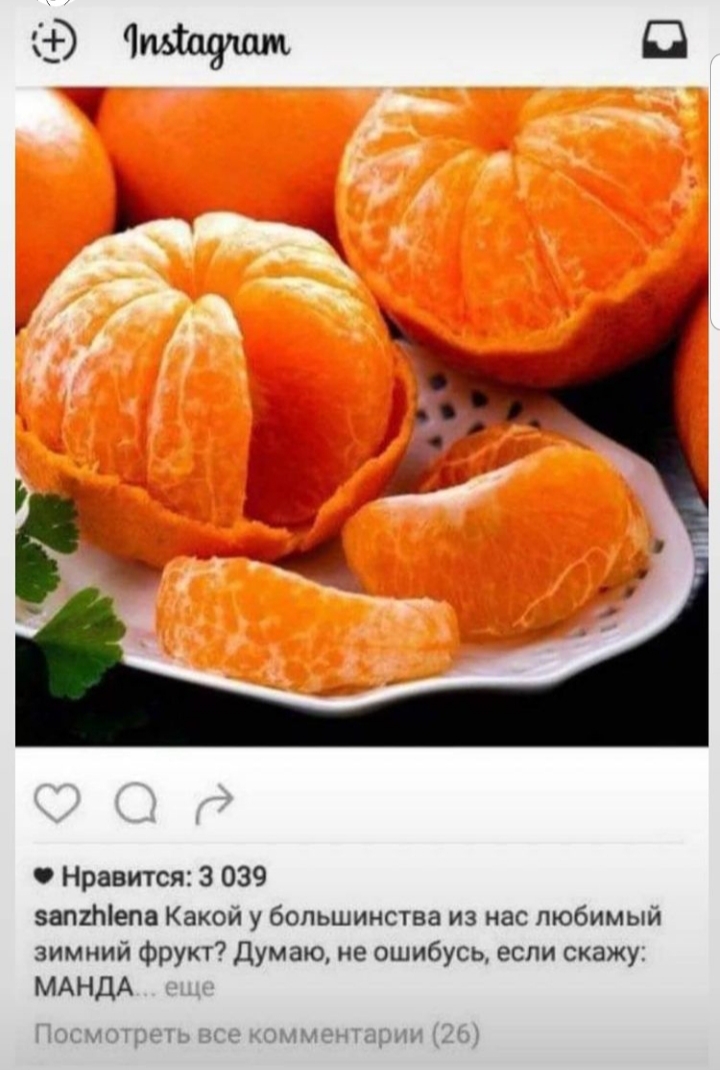 Instagram
Нравится: 3 039
sanzhlena Какой у большинства из нас любимый
зимний фрукт? Думаю, не ошибусь, если скажу:
МАНДА... еще
Посмотреть все комментарии (26)